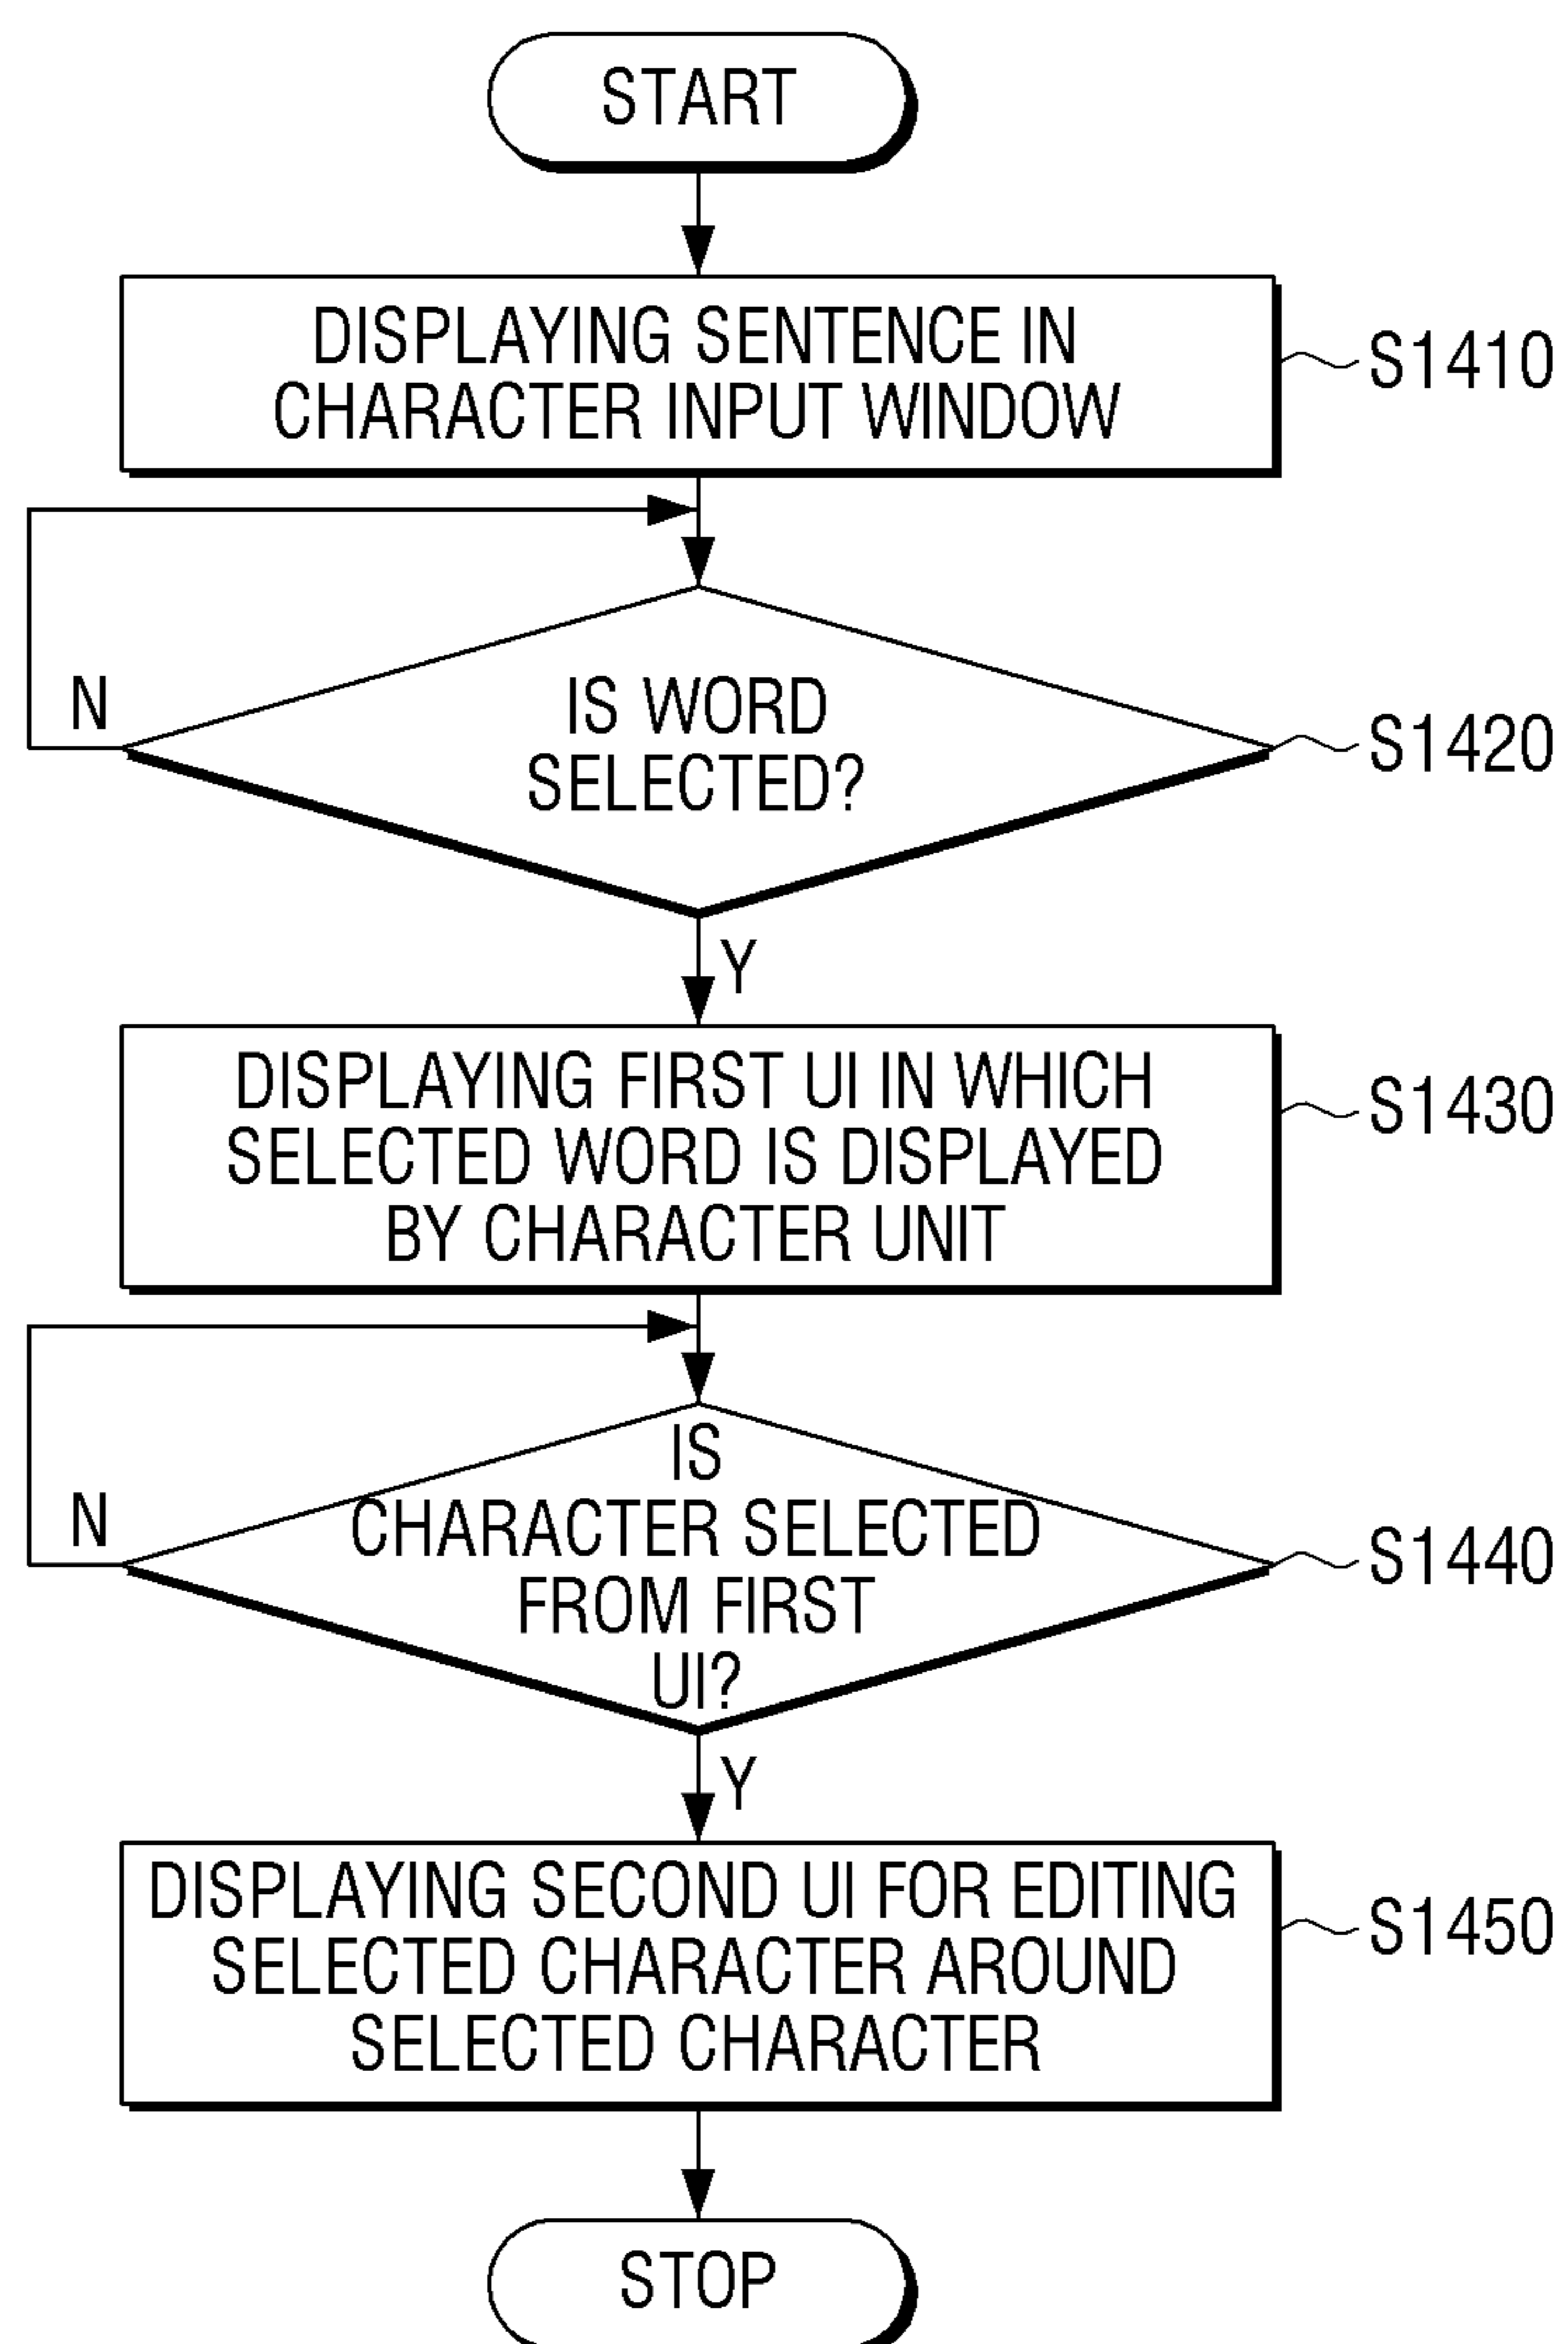 START
DISPLAYING SENTENCE IN
CHARACTER INPUT WINDOW
S1410
N
IS WORD
SELECTED?
S1420
Y
DISPLAYING FIRST UI IN WHICH
SELECTED WORD IS DISPLAYED
BY CHARACTER UNIT
S1430
N
IS
CHARACTER SELECTED
FROM FIRST
UI?
S1440
Y
DISPLAYING SECOND UI FOR EDITING
SELECTED CHARACTER AROUND
SELECTED CHARACTER
S1450
STOP